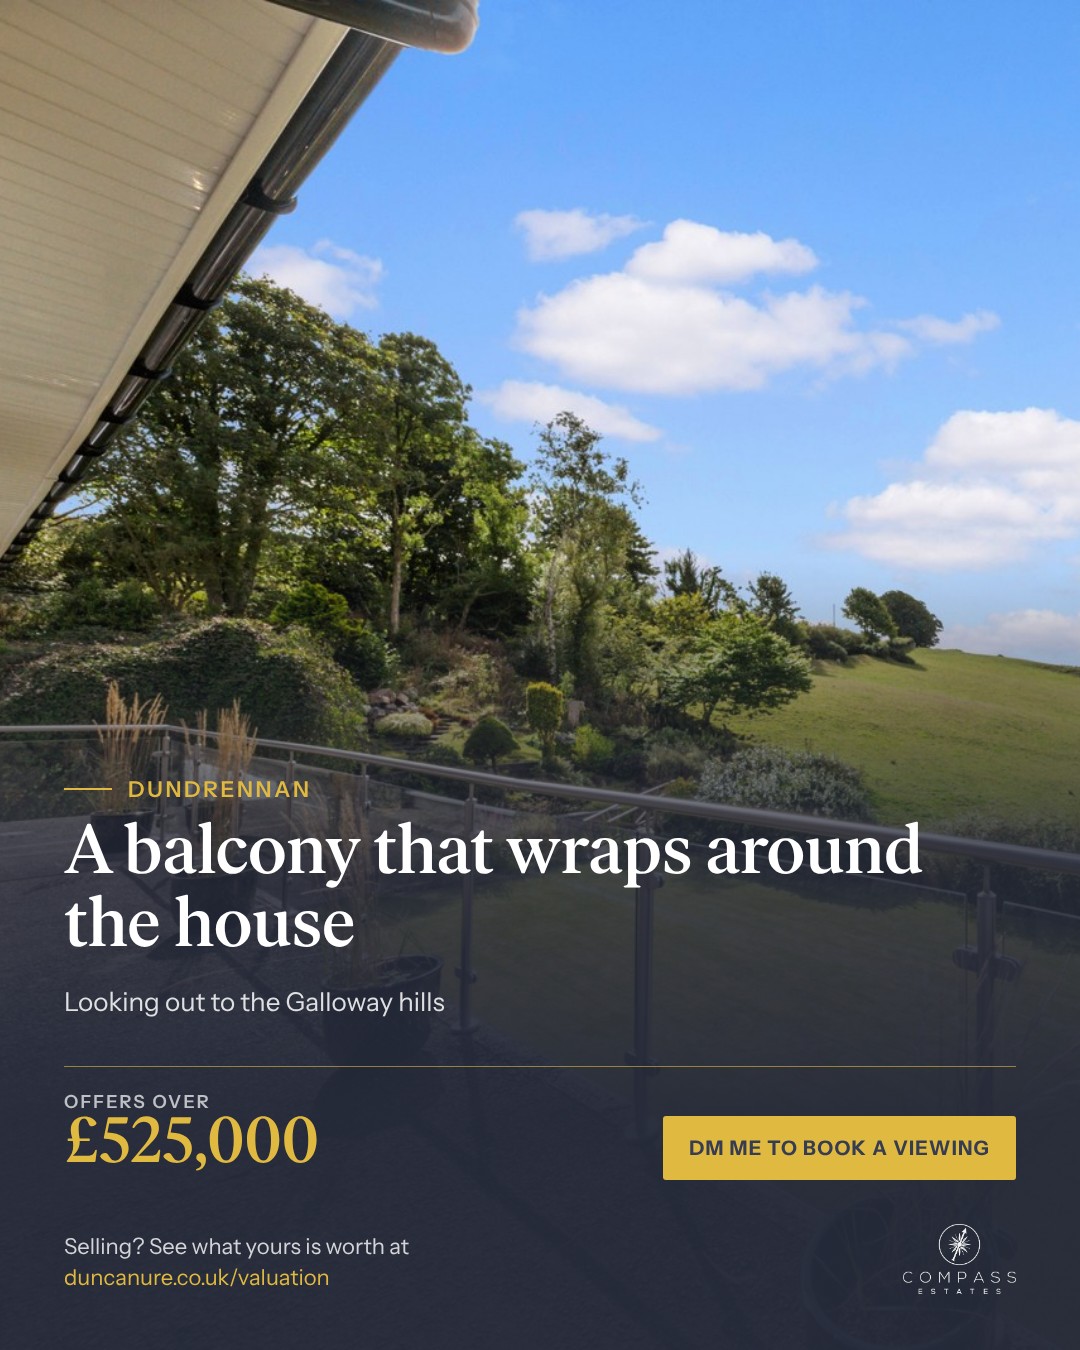 DUNDRENNAN
A balcony that wraps around
the house
Looking out to the Galloway hills
OFFERS OVER
£525,000
DM ME TO BOOK A VIEWING
Selling? See what yours is worth at
duncanure.co.uk/valuation
COMPASS
ESTATES